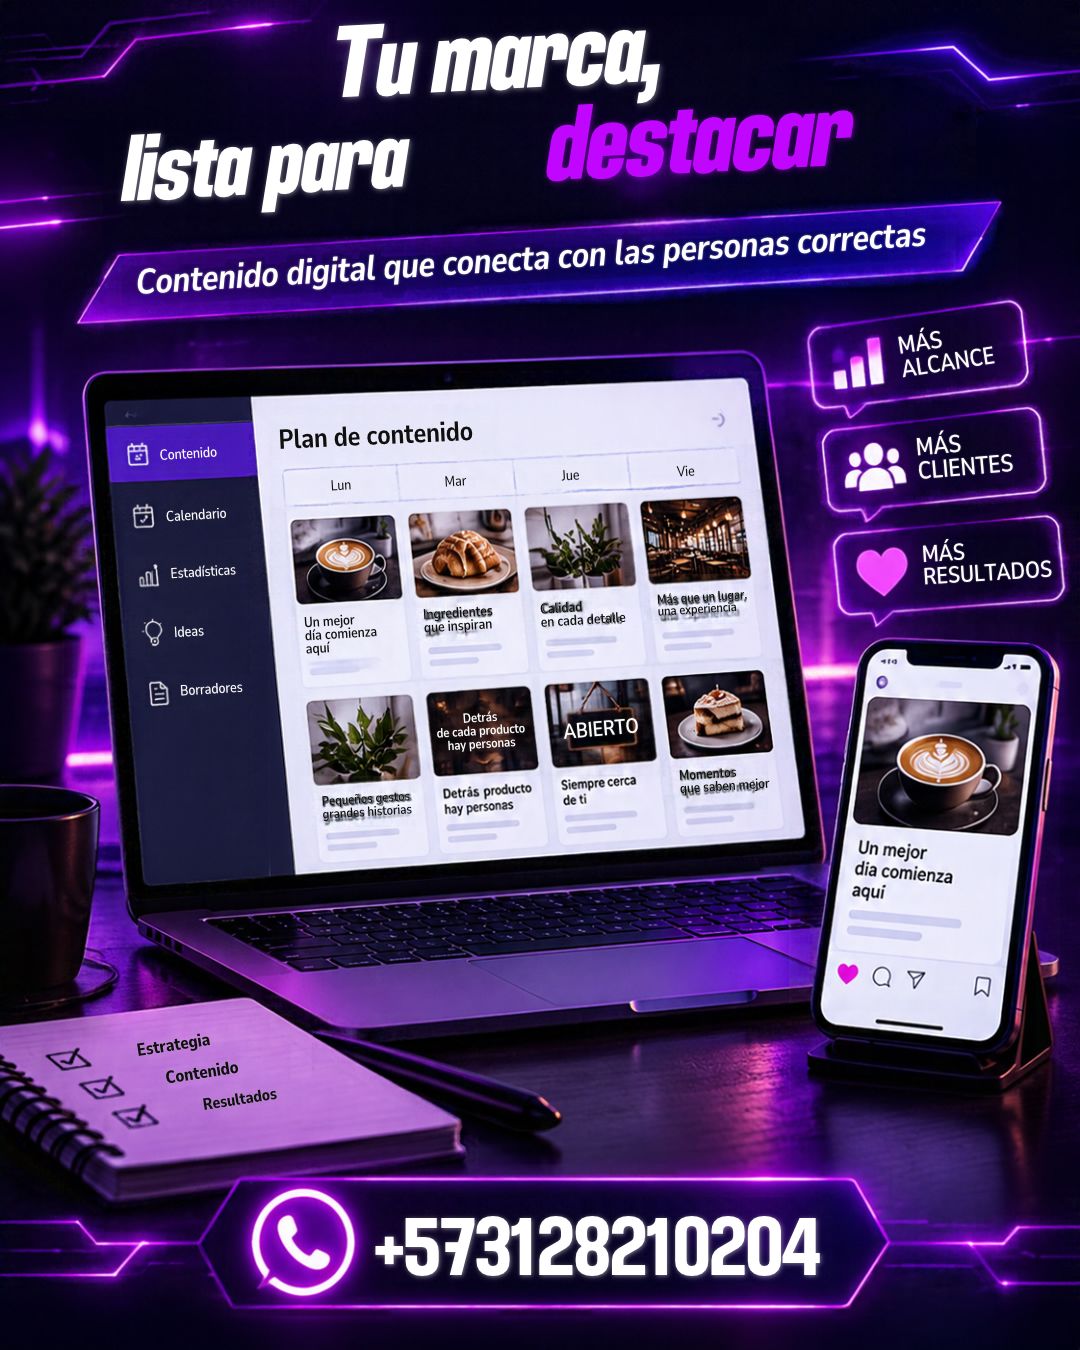 Tu marca,
lista para destacar
Contenido digital que conecta con las personas correctas
MÁS
ALCANCE
MÁS
CLIENTES
MÁS
RESULTADOS
Contenido
Calendario
Estadísticas
Ideas
Borradores
Plan de contenido
Lun Mar Jue Vie
Un mejor
día comienza
aquí
Ingredientes
que inspiran
Calidad
en cada detalle
Más que un lugar,
una experiencia
Pequeños gestos
grandes historias
Detrás
de cada producto
hay personas
Detrás producto
hay personas
ABIERTO
Siempre cerca
de ti
Momentos
que saben mejor
Un mejor
día comienza
aquí
Estrategia
Contenido
Resultados
+573128210204